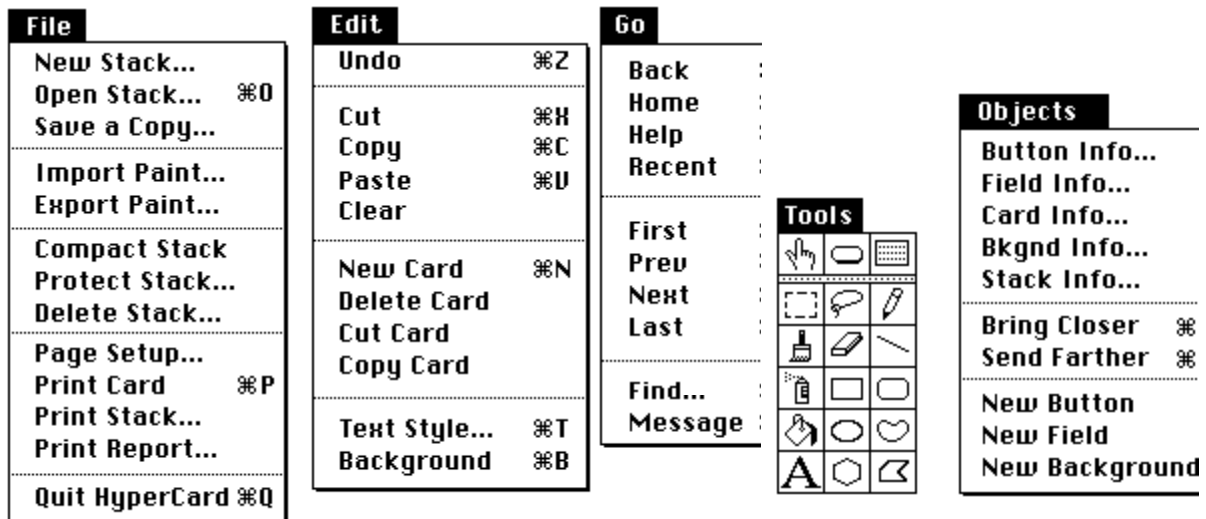 File
New Stack...
Open Stack... ⌘O
Save a Copy...
Import Paint...
Export Paint...
Compact Stack
Protect Stack...
Delete Stack...
Page Setup...
Print Card ⌘P
Print Stack...
Print Report...
Quit HyperCard ⌘Q
Edit
Undo ⌘Z
Cut ⌘X
Copy ⌘C
Paste ⌘V
Clear
New Card ⌘N
Delete Card
Cut Card
Copy Card
Text Style... ⌘T
Background ⌘B
Go
Back
Home
Help
Recent
First
Prev
Next
Last
Find...
Message
Tools
A
Objects
Button Info...
Field Info...
Card Info...
Bkgnd Info...
Stack Info...
Bring Closer ⌘
Send Farther ⌘
New Button
New Field
New Background